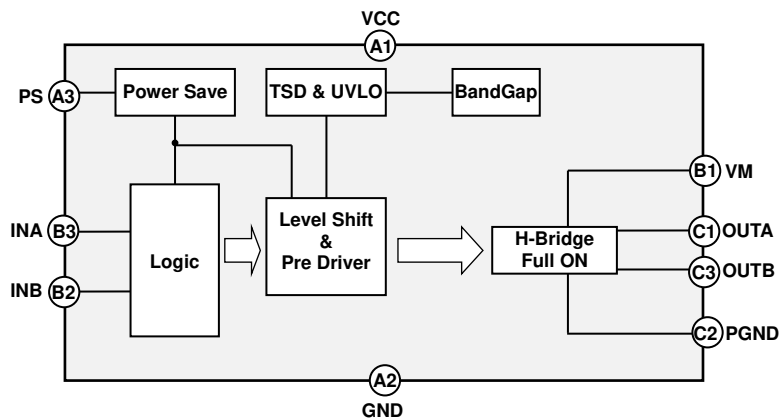 VCC
A1
PS
A3
Power Save
TSD & UVLO
BandGap
B1
VM
INA
B3
Logic
Level Shift
&
Pre Driver
H-Bridge
Full ON
C1
OUTA
INB
B2
C3
OUTB
C2
PGND
A2
GND